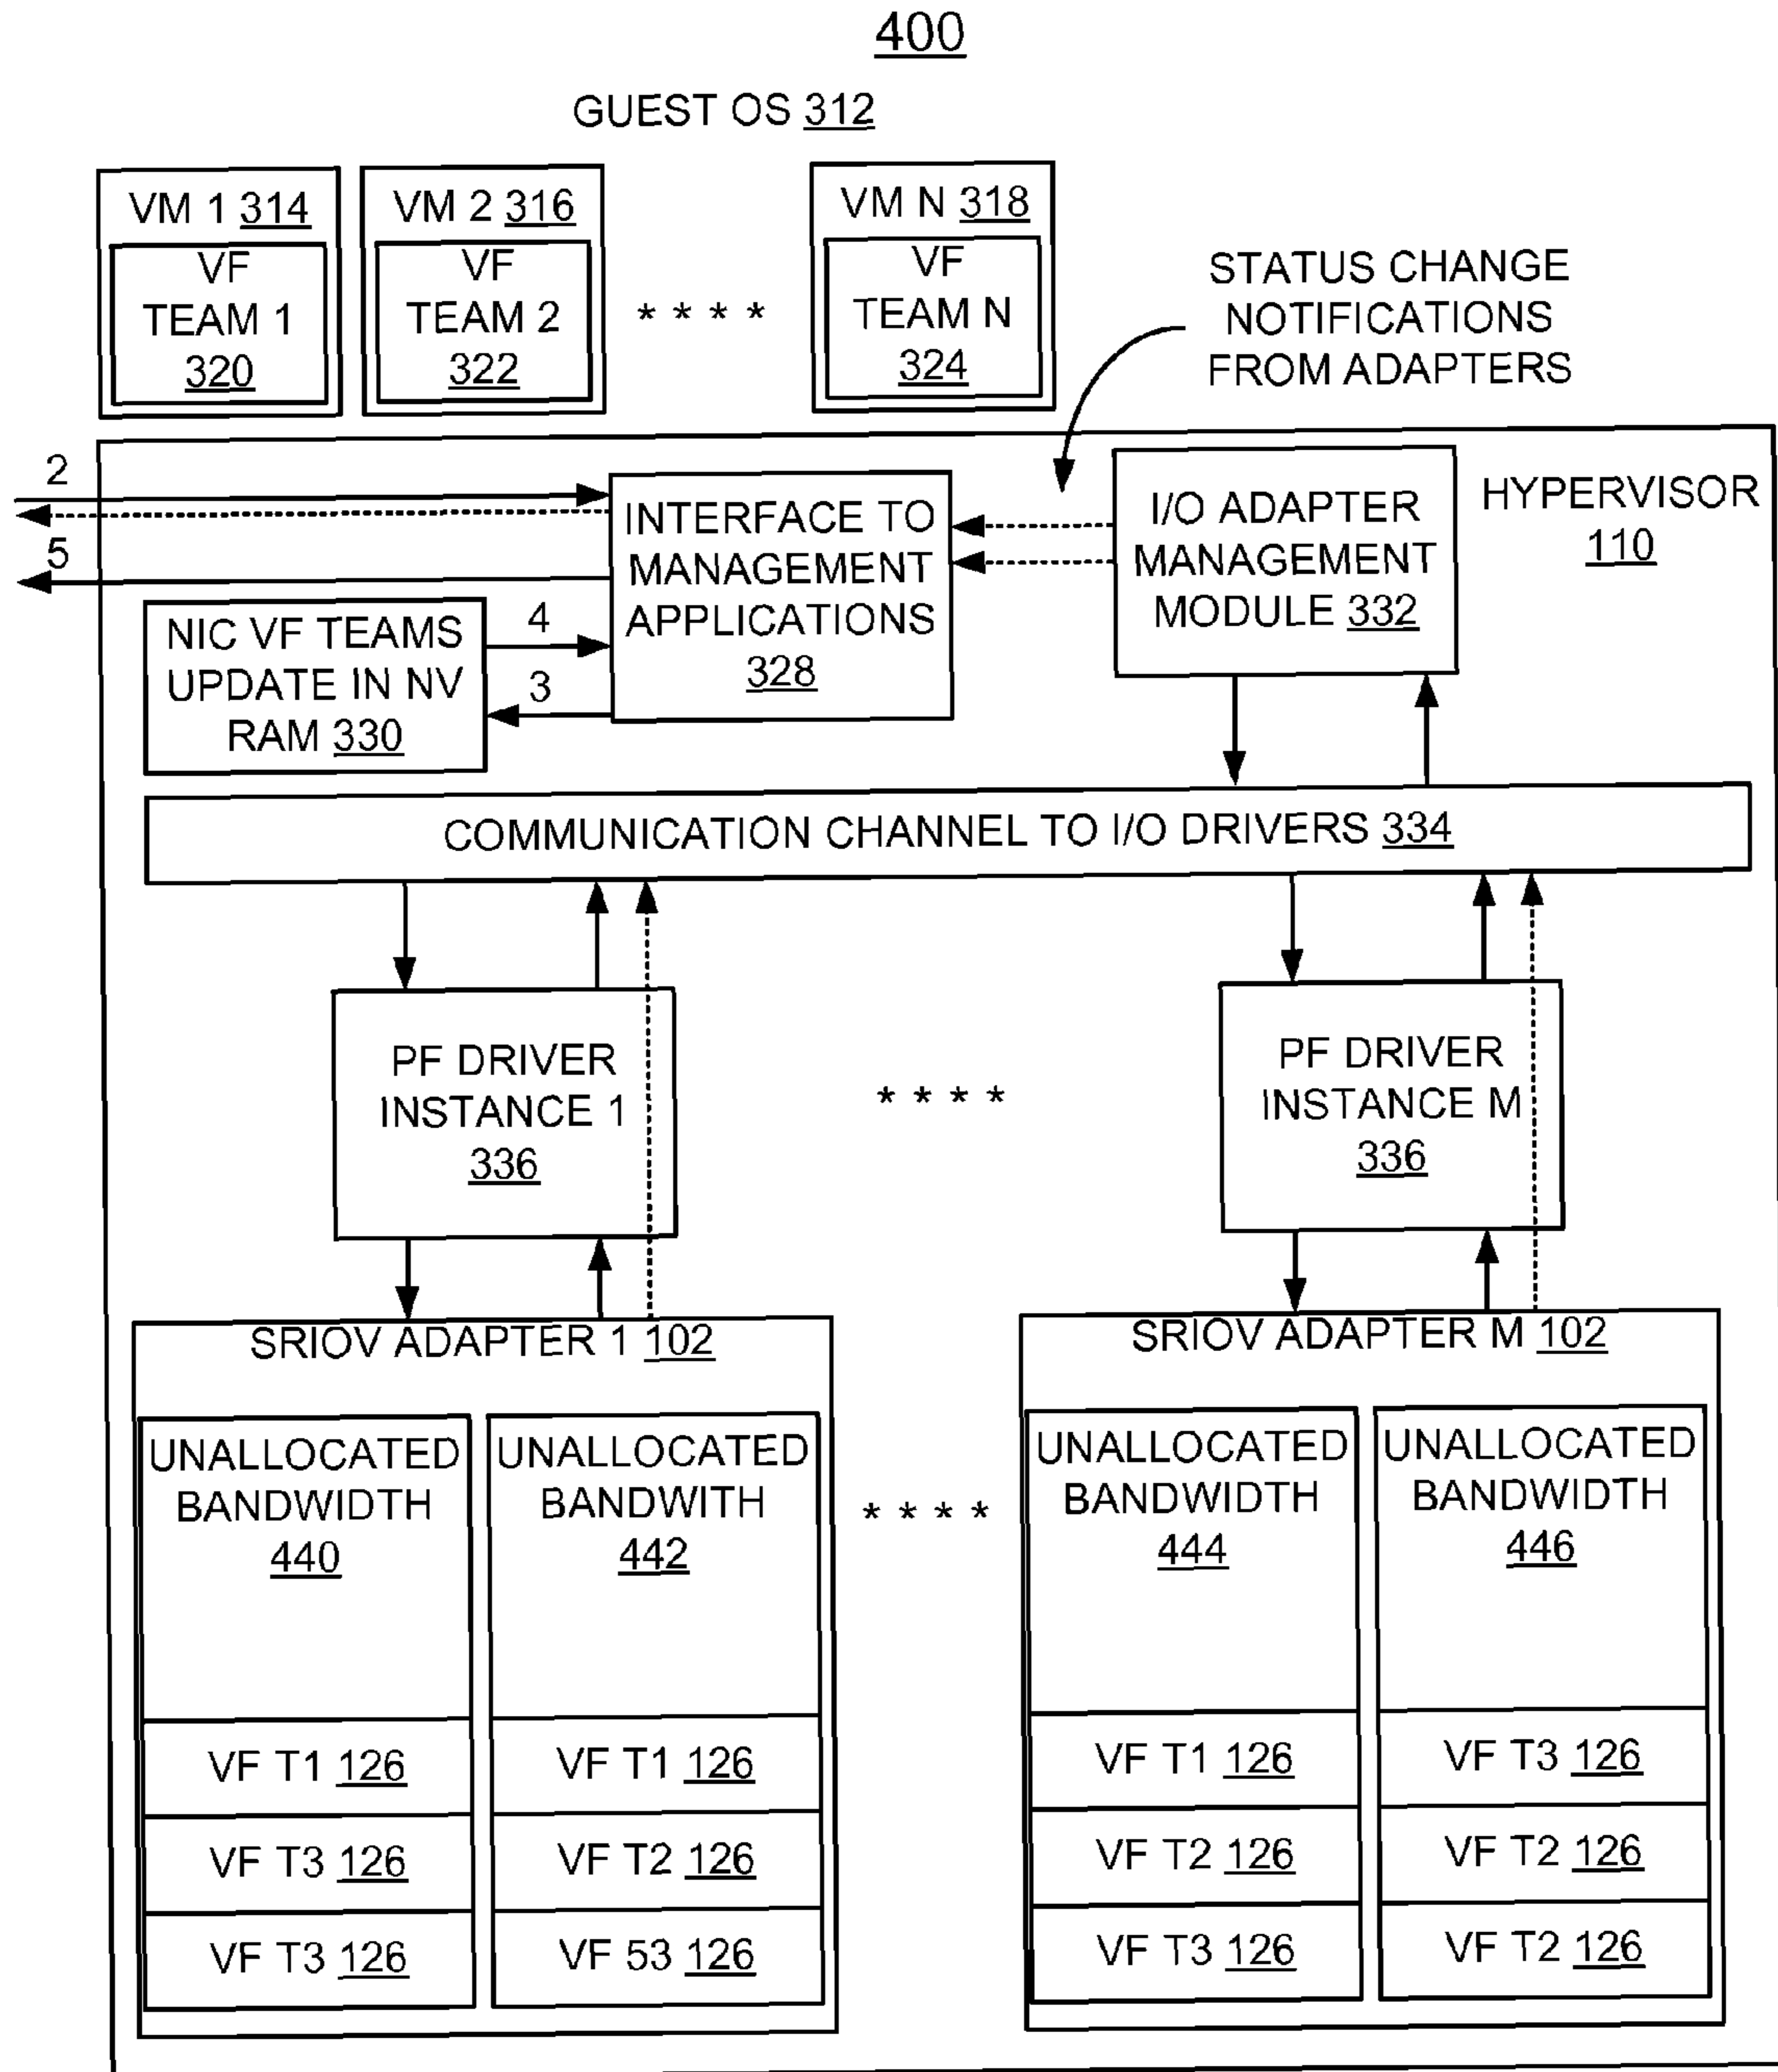 400
GUEST OS 312
VM 1 314
VF
TEAM 1
320
VM 2 316
VF
TEAM 2
322
* * * *
VM N 318
VF
TEAM N
324
STATUS CHANGE
NOTIFICATIONS
FROM ADAPTERS
HYPERVISOR
110
2
5
INTERFACE TO
MANAGEMENT
APPLICATIONS
328
I/O ADAPTER
MANAGEMENT
MODULE 332
NIC VF TEAMS
UPDATE IN NV
RAM 330
4
3
COMMUNICATION CHANNEL TO I/O DRIVERS 334
PF DRIVER
INSTANCE 1
336
* * * *
PF DRIVER
INSTANCE M
336
SRIOV ADAPTER 1 102
UNALLOCATED
BANDWIDTH
440
VF T1 126
VF T3 126
VF T3 126
UNALLOCATED
BANDWITH
442
VF T1 126
VF T2 126
VF 53 126
* * * *
SRIOV ADAPTER M 102
UNALLOCATED
BANDWIDTH
444
VF T1 126
VF T2 126
VF T3 126
UNALLOCATED
BANDWIDTH
446
VF T3 126
VF T2 126
VF T2 126